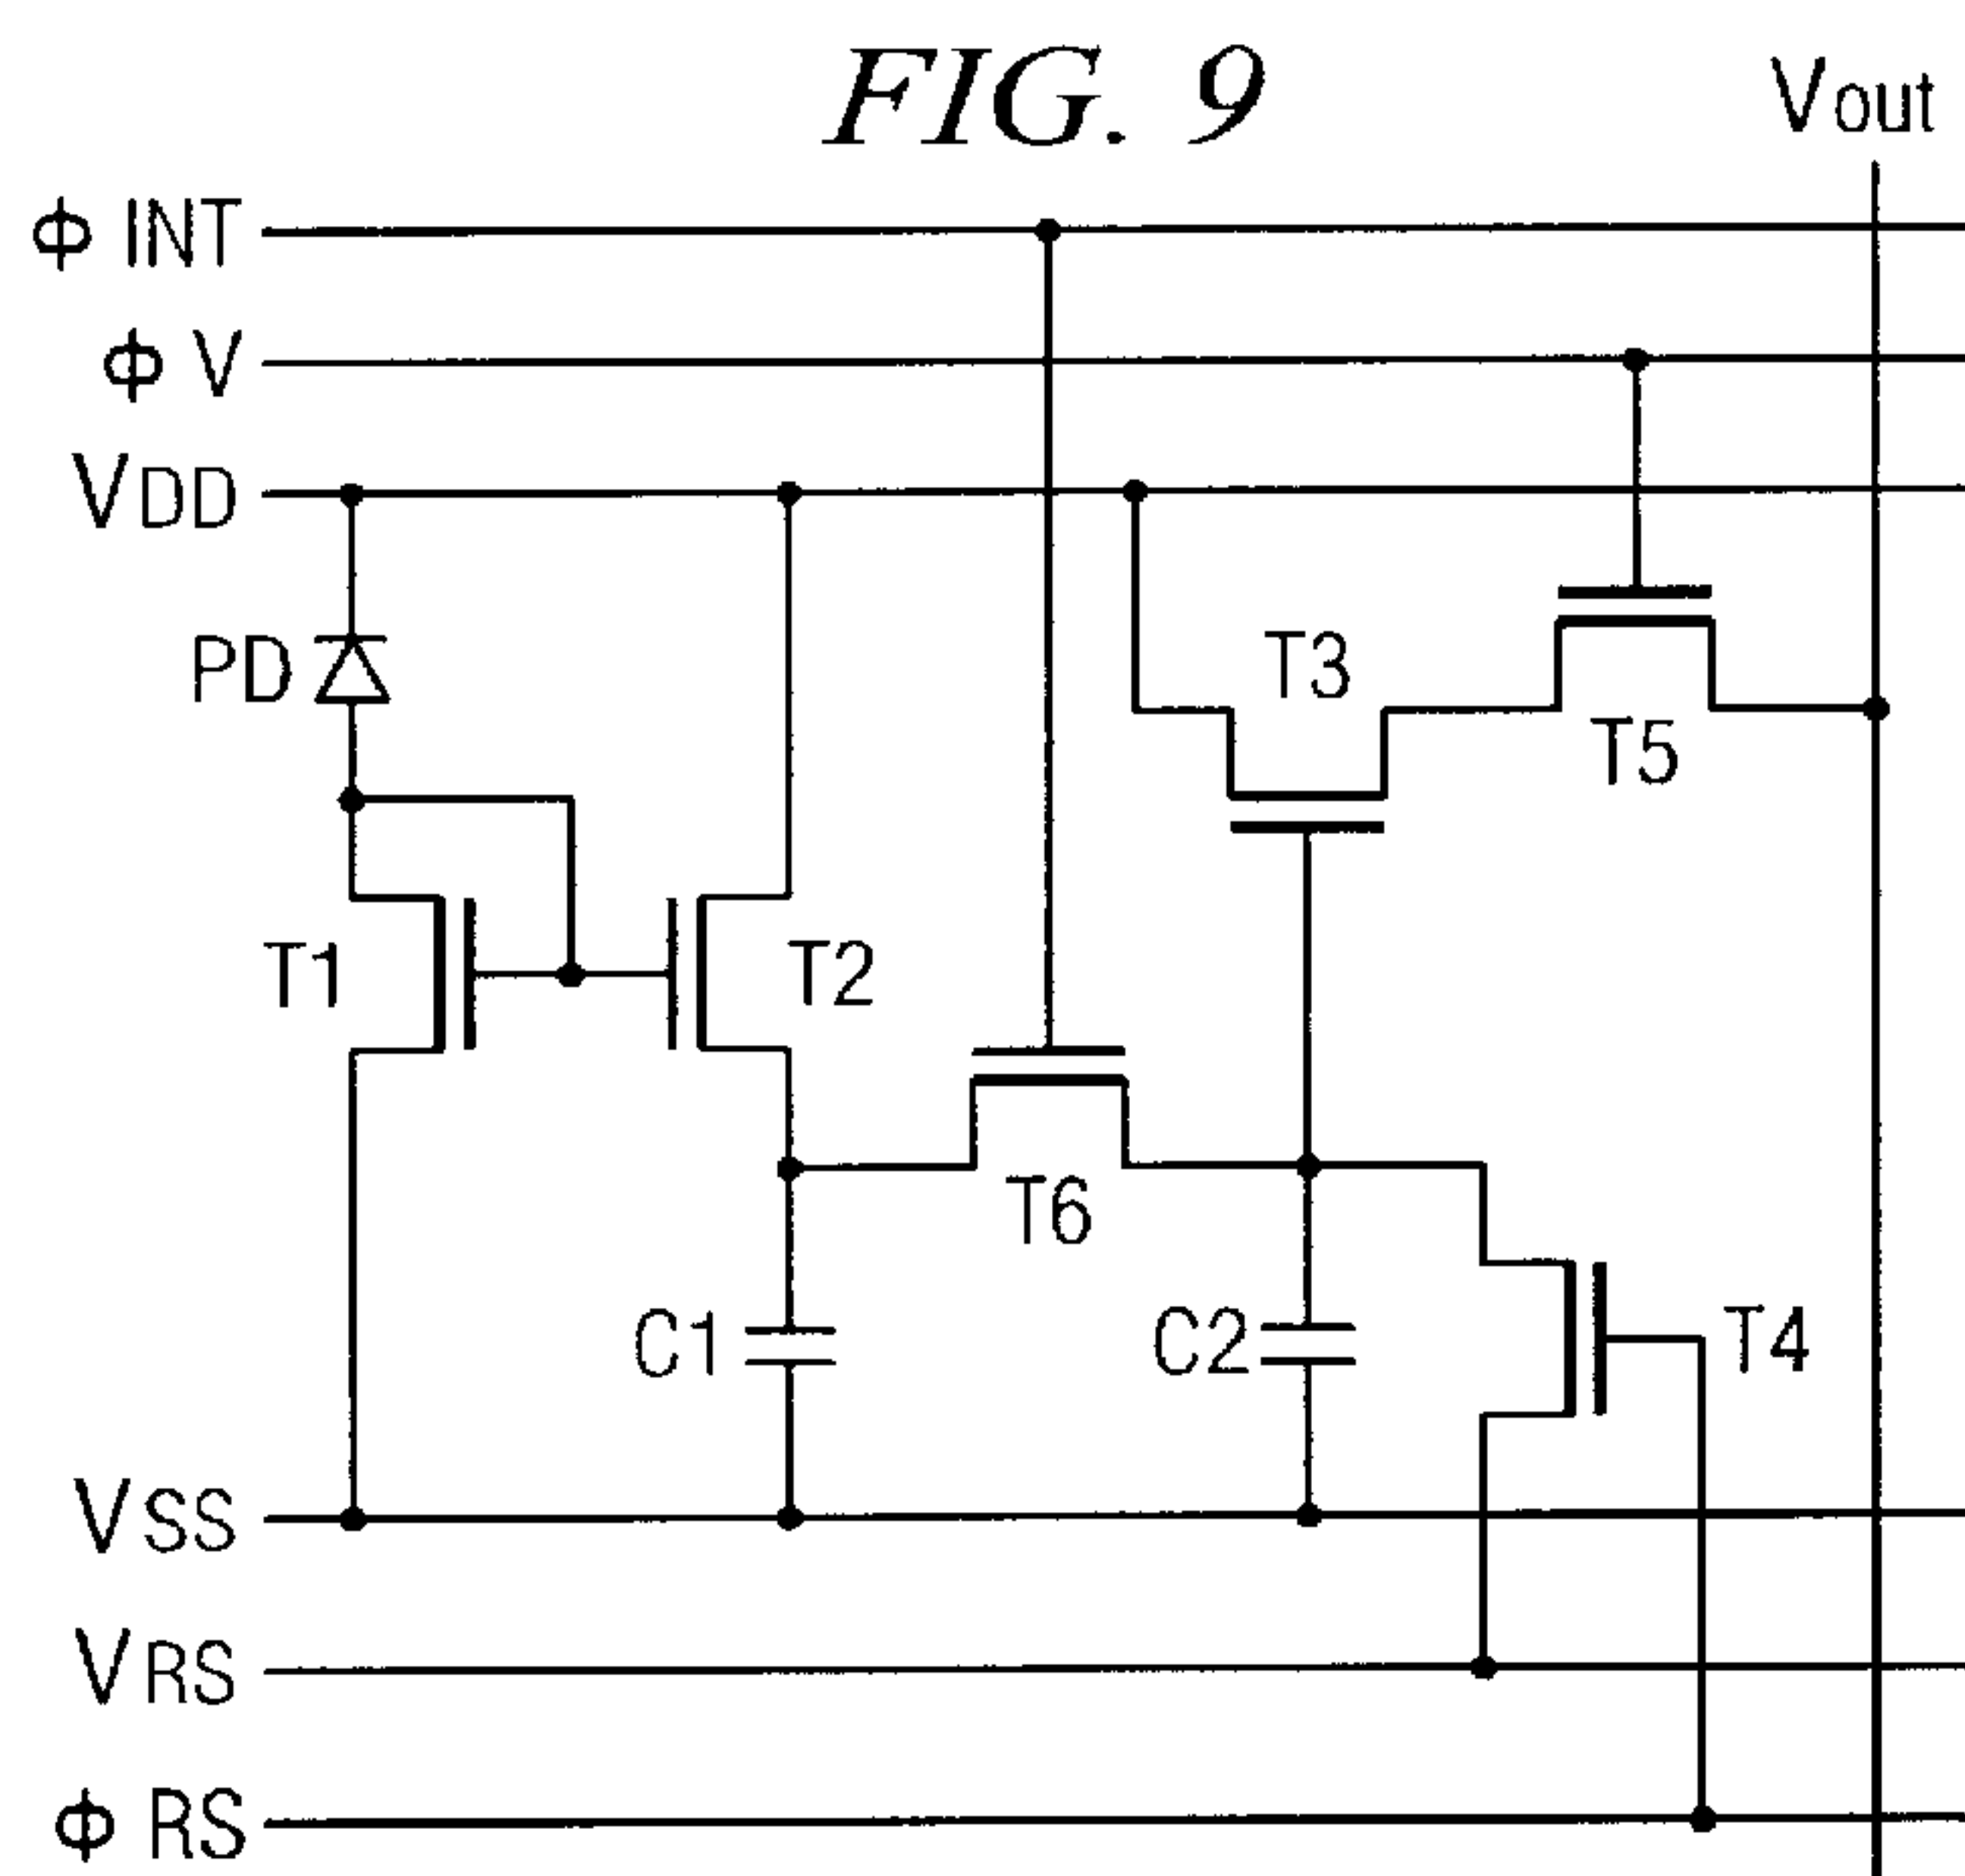 FIG. 9
Vout
ϕ INT
ϕ V
VDD
PD
T3
T5
T1
T2
T6
C1
C2
T4
VSS
VRS
ϕ RS